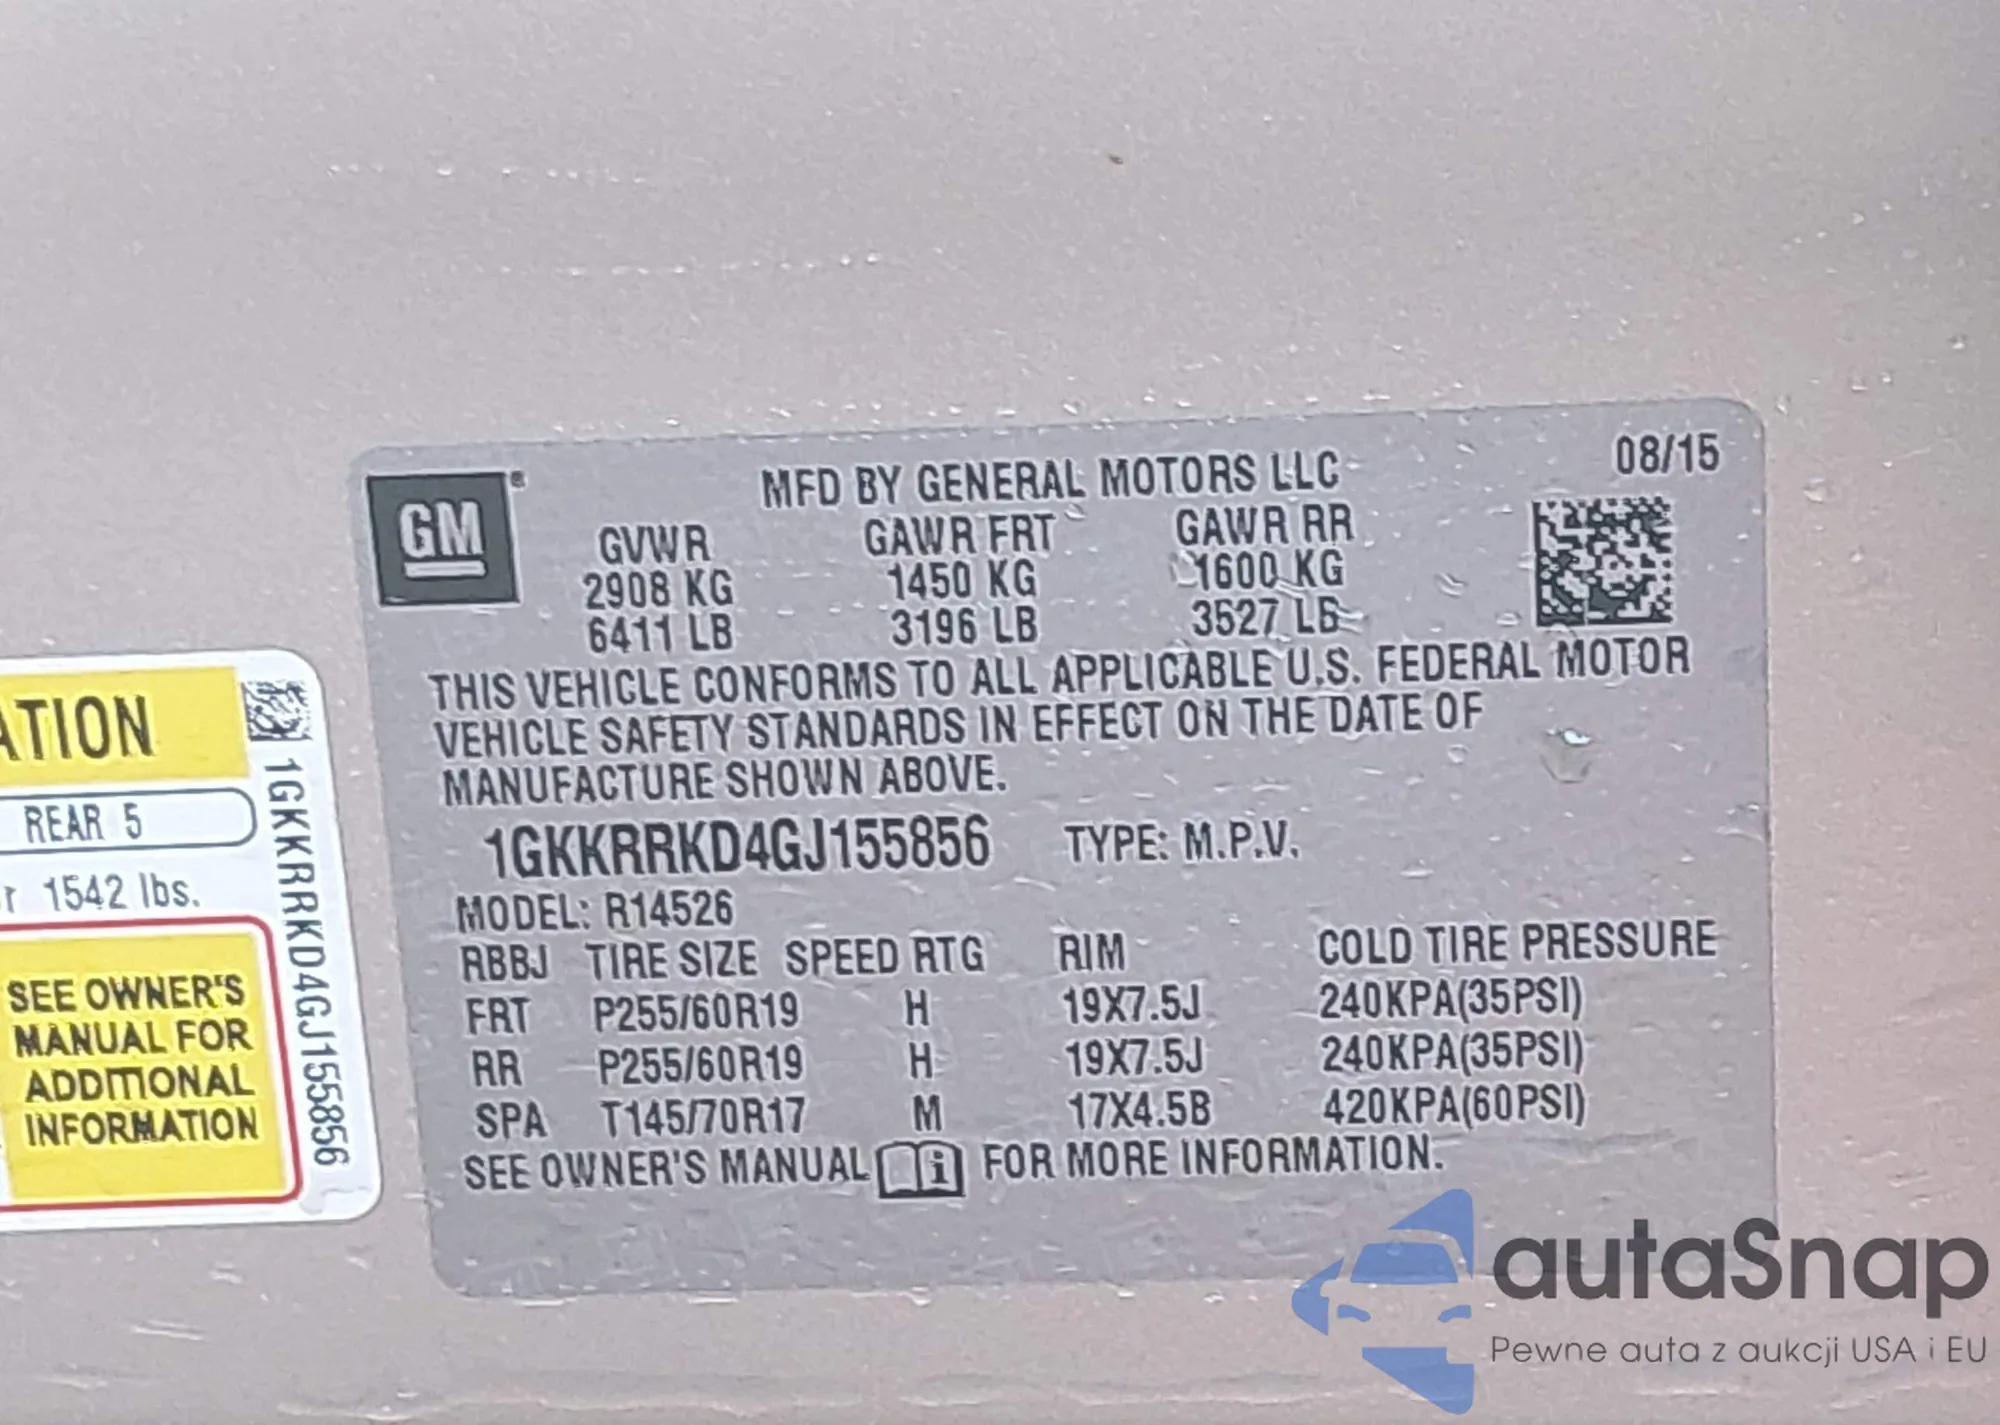 08/15
GM®
MFD BY GENERAL MOTORS LLC
GVWR GAWR FRT GAWR RR
2908 KG 1450 KG 1600 KG
6411 LB 3196 LB 3527 LB
THIS VEHICLE CONFORMS TO ALL APPLICABLE U.S. FEDERAL MOTOR
VEHICLE SAFETY STANDARDS IN EFFECT ON THE DATE OF
MANUFACTURE SHOWN ABOVE.
1GKKRRKD4GJ155856 TYPE: M.P.V.
MODEL: R14526
RBBJ TIRE SIZE SPEED RTG RIM COLD TIRE PRESSURE
FRT P255/60R19 H 19X7.5J 240KPA(35PSI)
RR P255/60R19 H 19X7.5J 240KPA(35PSI)
SPA T145/70R17 M 17X4.5B 420KPA(60PSI)
SEE OWNER'S MANUAL i FOR MORE INFORMATION.
ATION
REAR 5
r 1542 lbs.
SEE OWNER'S
MANUAL FOR
ADDITIONAL
INFORMATION
1GKKRRKD4GJ155856
autaSnap
Pewne auta z aukcji USA i EU